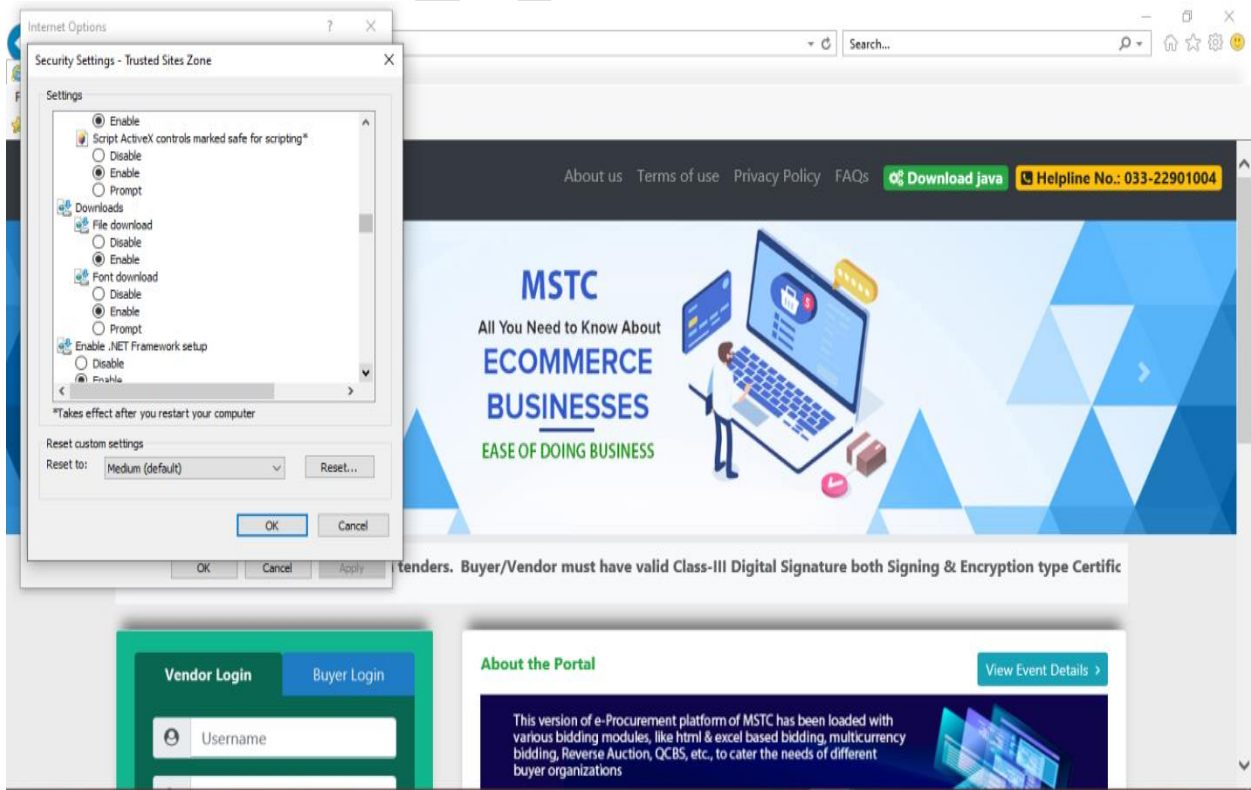 Internet Options
Search...
Security Settings - Trusted Sites Zone
Settings
Enable
Script ActiveX controls marked safe for scripting*
Disable
Enable
Prompt
Downloads
File download
Disable
Enable
Font download
Disable
Enable
Prompt
Enable .NET Framework setup
Disable
Enable
*Takes effect after you restart your computer
Reset custom settings
Reset to: Medium (default) Reset...
OK Cancel
OK Cancel Apply
About us Terms of use Privacy Policy FAQs Download java Helpline No.: 033-22901004
MSTC
All You Need to Know About
ECOMMERCE
BUSINESSES
EASE OF DOING BUSINESS
tenders. Buyer/Vendor must have valid Class-III Digital Signature both Signing & Encryption type Certific
Vendor Login Buyer Login
Username
About the Portal
View Event Details >
This version of e-Procurement platform of MSTC has been loaded with
various bidding modules, like html & excel based bidding, multicurrency
bidding, Reverse Auction, QCBS, etc., to cater the needs of different
buyer organizations